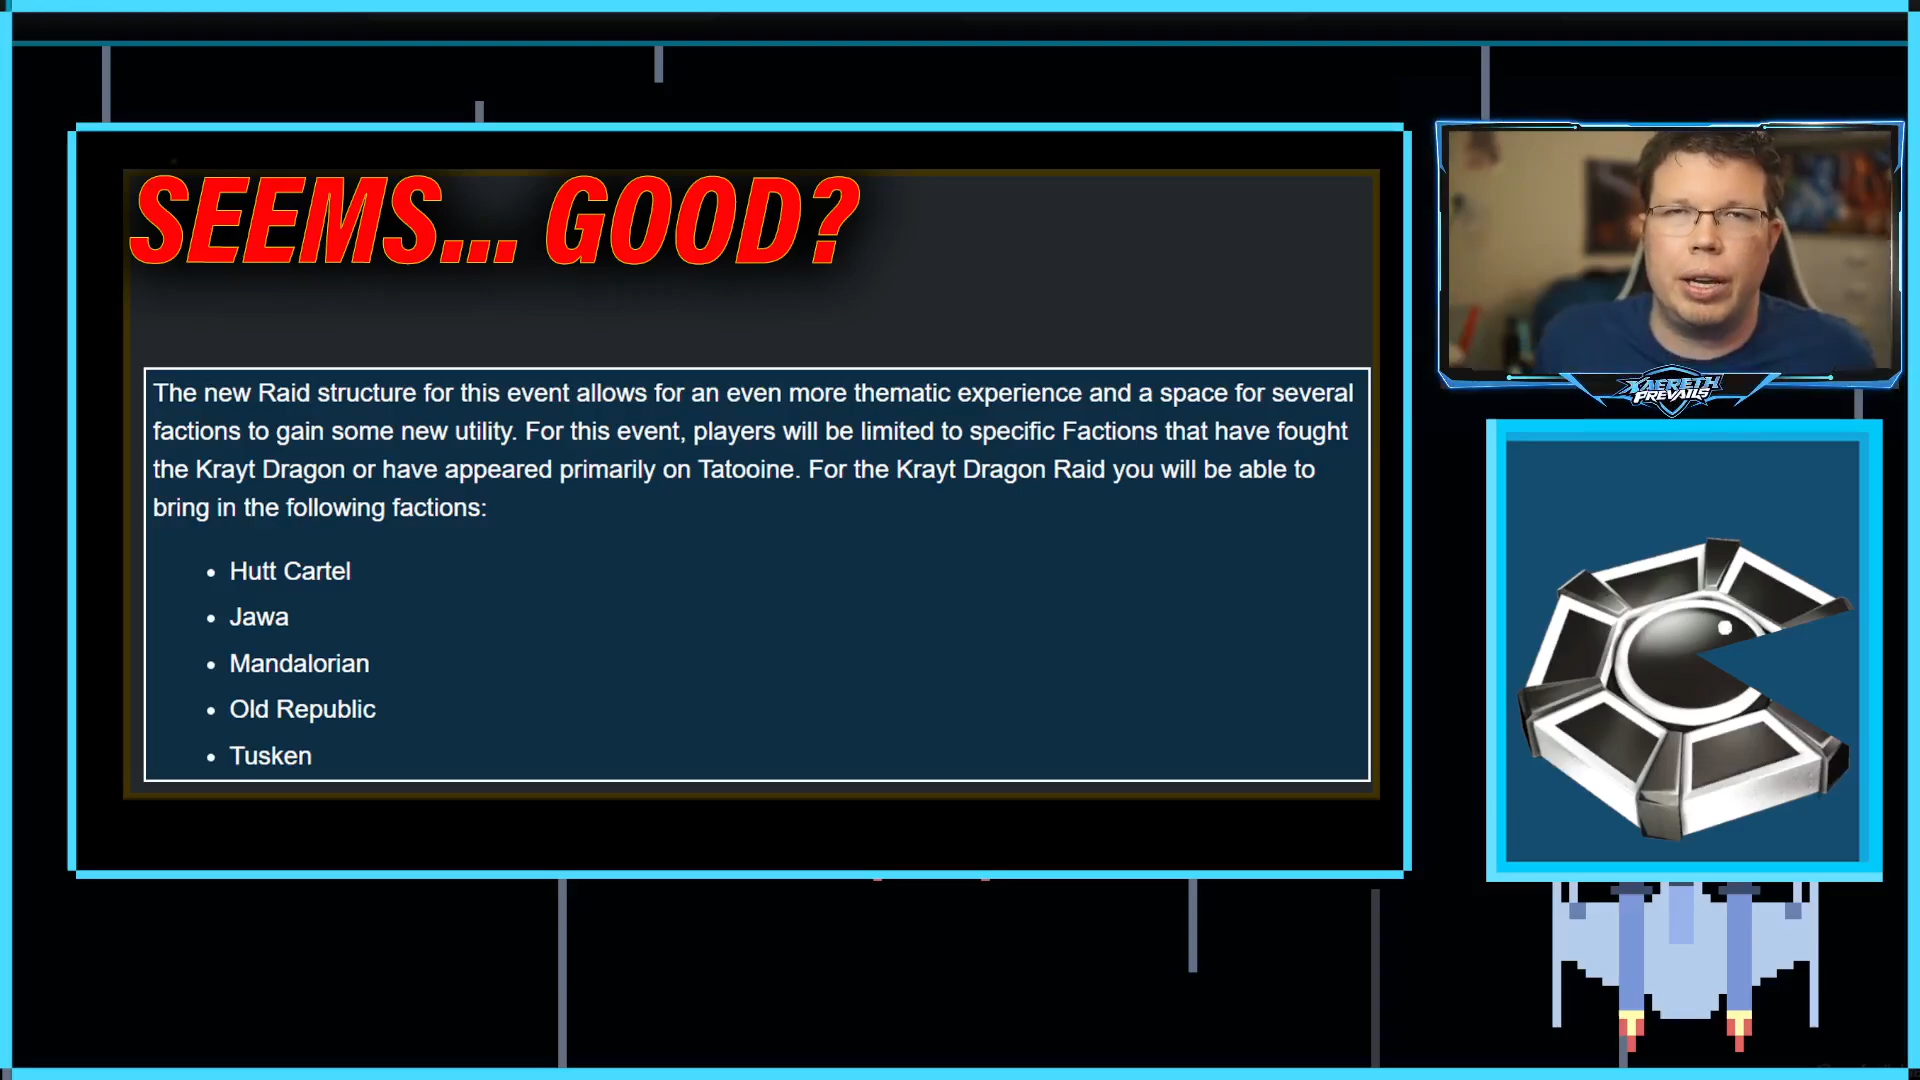 SEEMS... GOOD?
The new Raid structure for this event allows for an even more thematic experience and a space for several
factions to gain some new utility. For this event, players will be limited to specific Factions that have fought
the Krayt Dragon or have appeared primarily on Tatooine. For the Krayt Dragon Raid you will be able to
bring in the following factions:
• Hutt Cartel
• Jawa
• Mandalorian
• Old Republic
• Tusken
XAERETH
PREVAILS